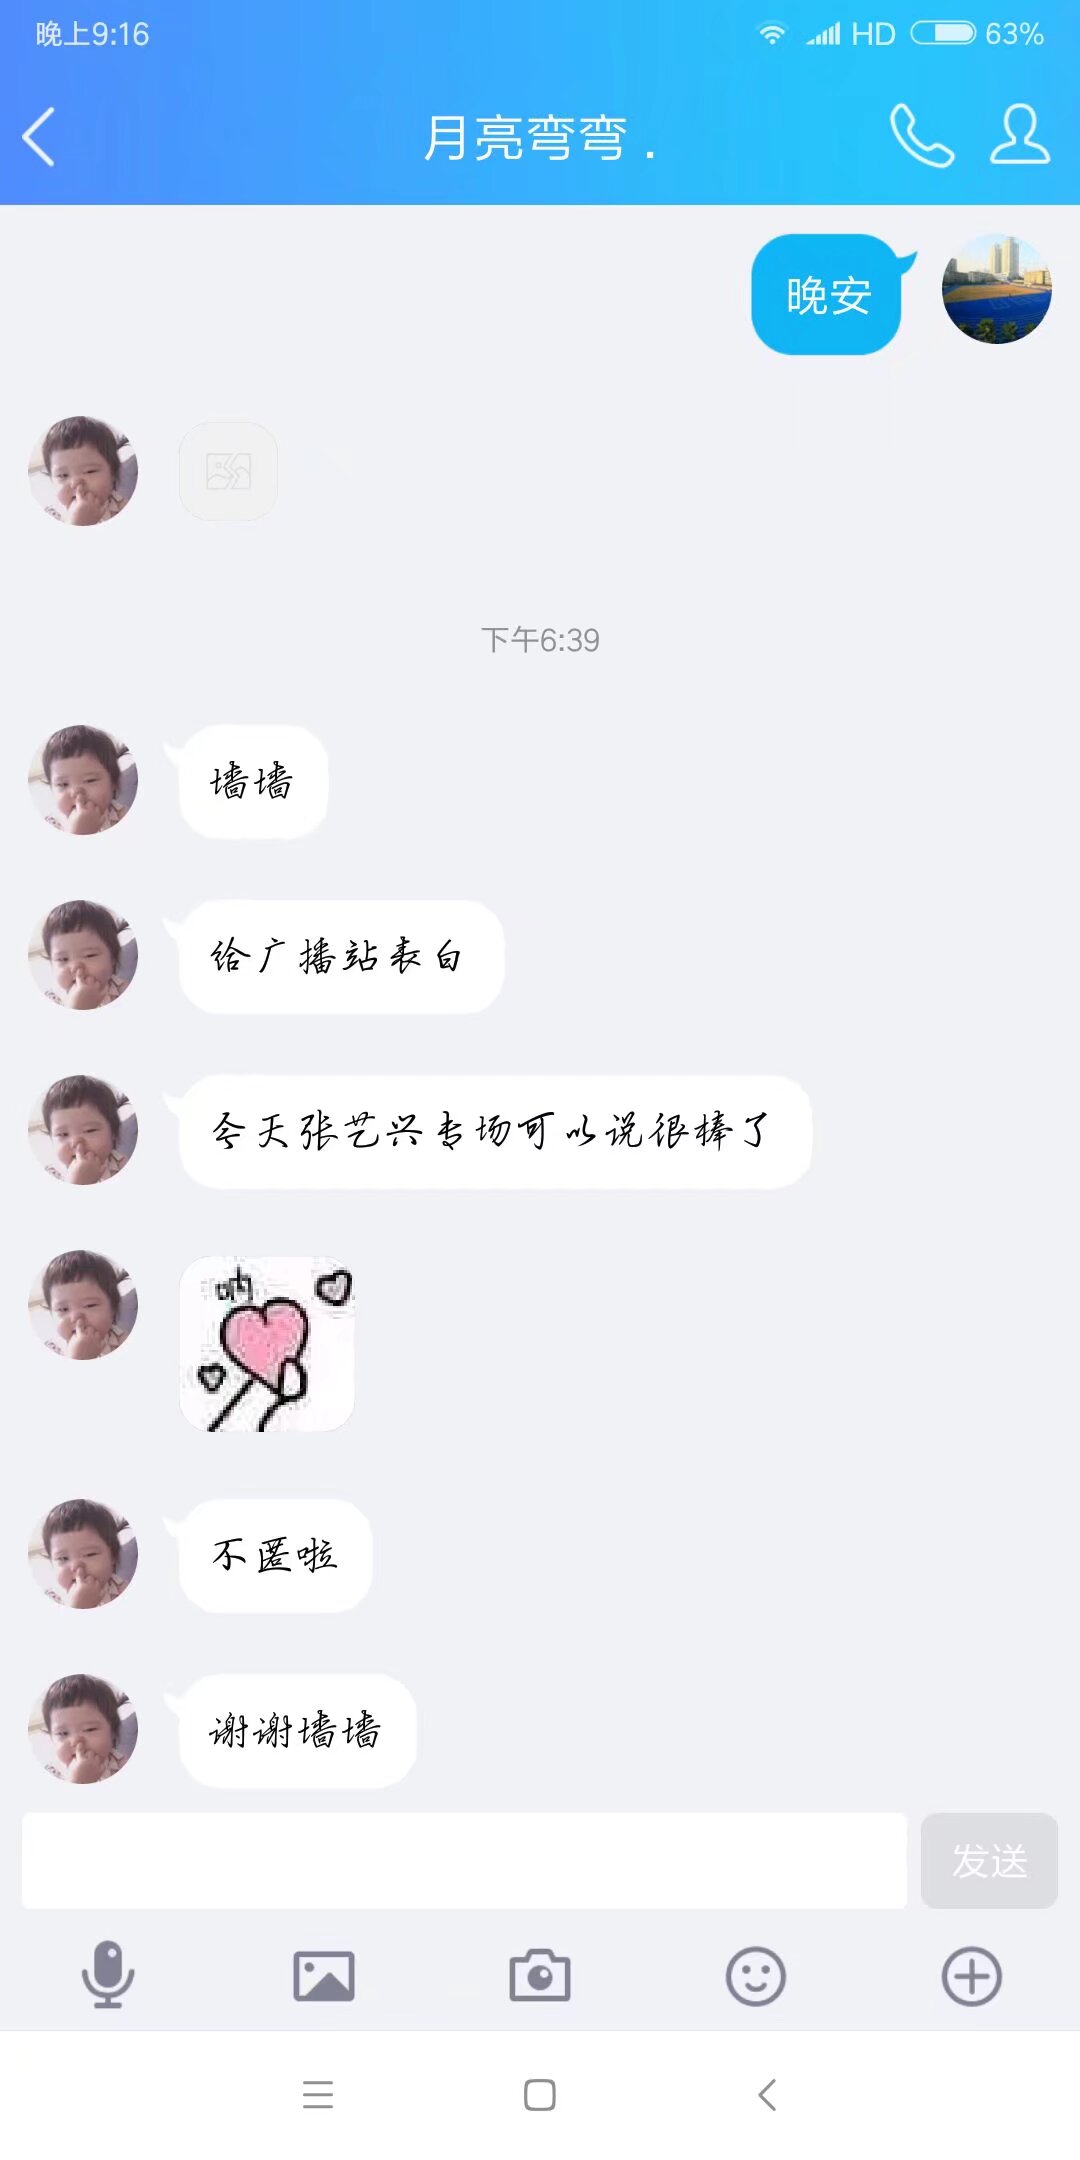 晚上9:16 HD 63%
月亮弯弯 .
晚安
下午6:39
墙墙
给广播站表白
今天张艺兴专场可以说很棒了
呐
不匿啦
谢谢墙墙
发送